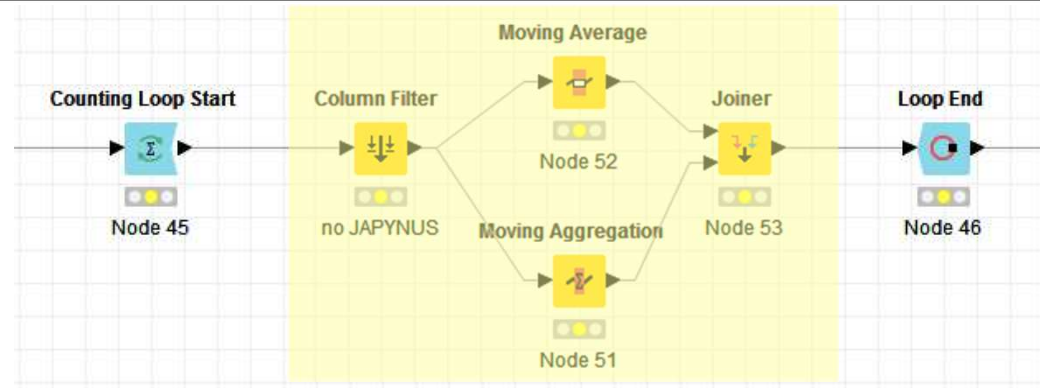 Moving Average
Counting Loop Start
Column Filter
Joiner
Loop End
Node 52
Node 45
no JAPYNUS
Moving Aggregation
Node 53
Node 46
Node 51